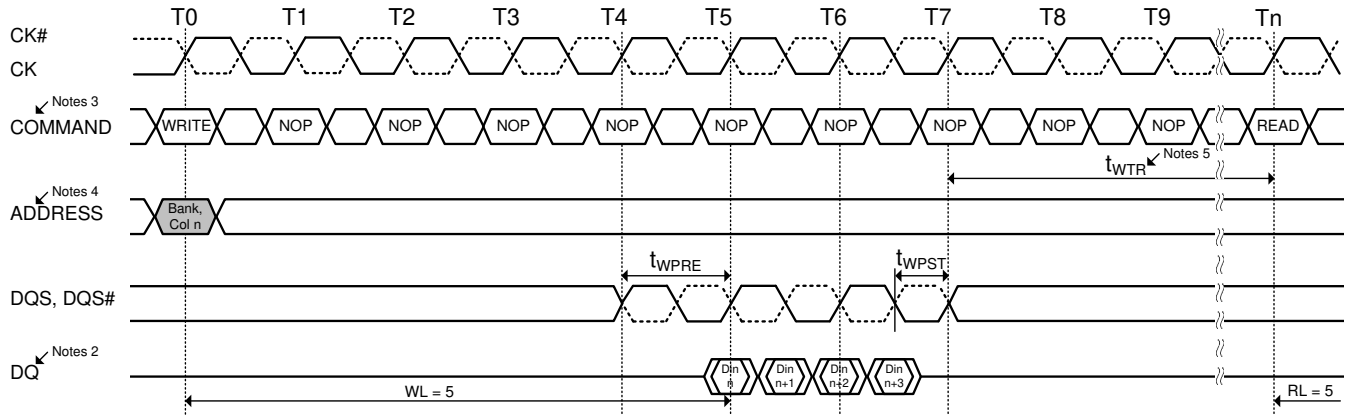 T0 T1 T2 T3 T4 T5 T6 T7 T8 T9 Tn
CK#
CK
Notes 3
COMMAND WRITE NOP NOP NOP NOP NOP NOP NOP NOP NOP READ
tWTR Notes 5
Notes 4
ADDRESS Bank, Col n
tWPRE tWPST
DQS, DQS#
Notes 2
DQ Din n Din n+1 Din n+2 Din n+3
WL = 5 RL = 5